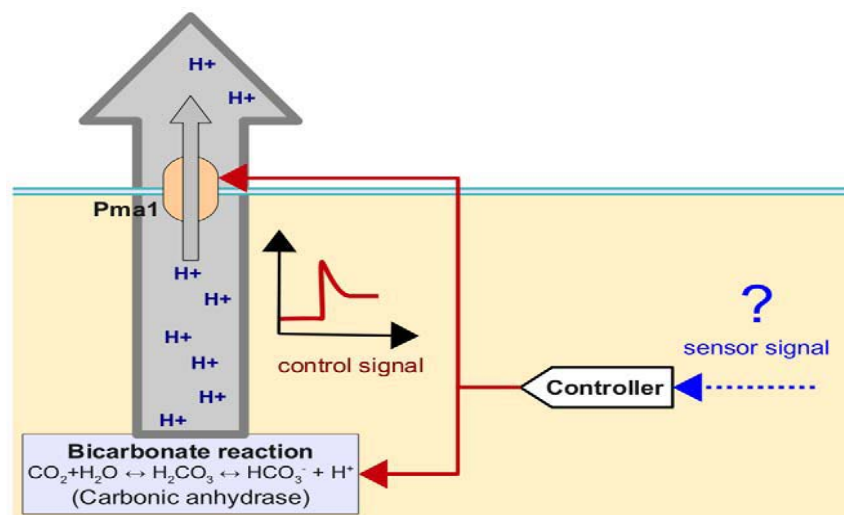 H+
H+
Pma1
H+
H+
H+
H+
H+
H+
control signal
?
sensor signal
Controller
Bicarbonate reaction
CO₂+H₂O ↔ H₂CO₃ ↔ HCO₃⁻ + H⁺
(Carbonic anhydrase)